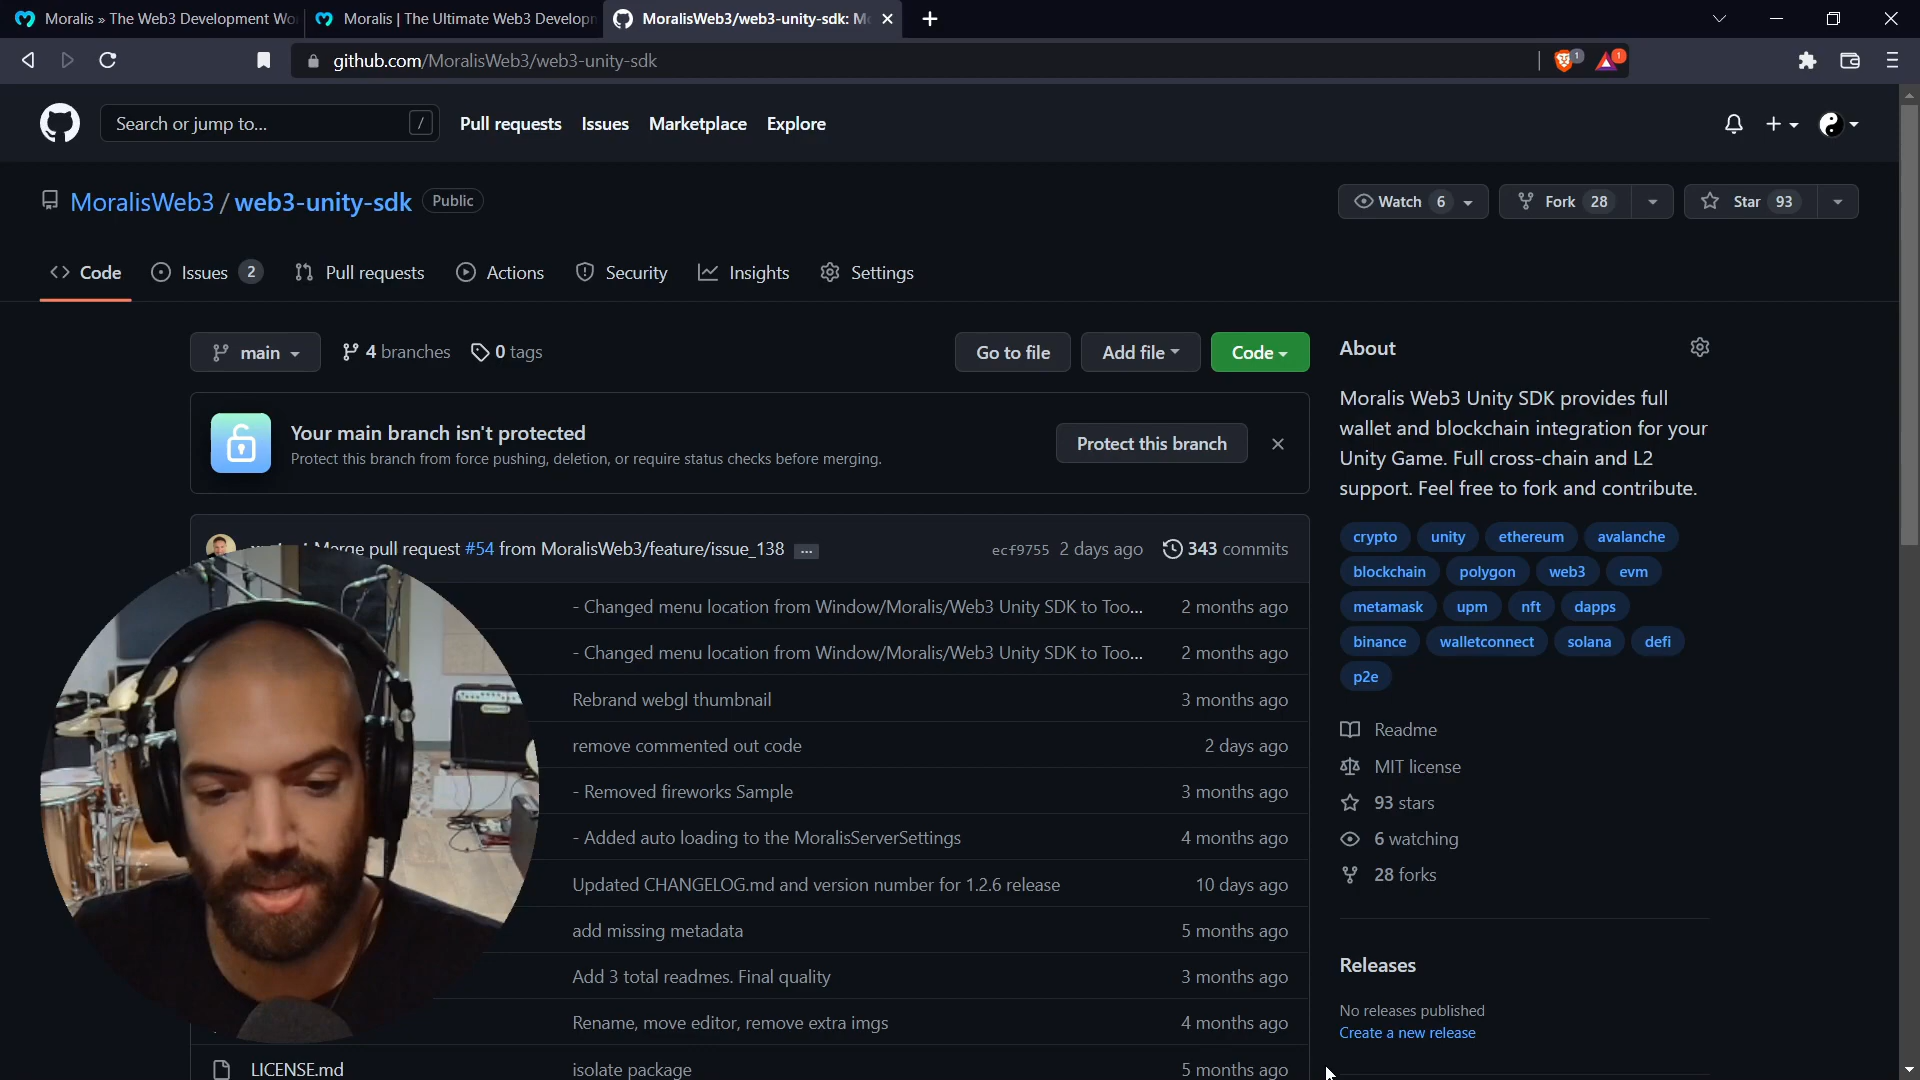 Moralis » The Web3 Development Wo
Moralis | The Ultimate Web3 Developm
MoralisWeb3/web3-unity-sdk: Mo
github.com/MoralisWeb3/web3-unity-sdk
1
1
Search or jump to...
/
Pull requests
Issues
Marketplace
Explore
MoralisWeb3 / web3-unity-sdk
Public
Watch 6
Fork 28
Star 93
Code
Issues 2
Pull requests
Actions
Security
Insights
Settings
main
4 branches
0 tags
Go to file
Add file
Code
Your main branch isn't protected
Protect this branch from force pushing, deletion, or require status checks before merging.
Protect this branch
Merge pull request #54 from MoralisWeb3/feature/issue_138 ...
ecf9755 2 days ago
343 commits
- Changed menu location from Window/Moralis/Web3 Unity SDK to Too...
2 months ago
- Changed menu location from Window/Moralis/Web3 Unity SDK to Too...
2 months ago
Rebrand webgl thumbnail
3 months ago
remove commented out code
2 days ago
- Removed fireworks Sample
3 months ago
- Added auto loading to the MoralisServerSettings
4 months ago
Updated CHANGELOG.md and version number for 1.2.6 release
10 days ago
add missing metadata
5 months ago
Add 3 total readmes. Final quality
3 months ago
Rename, move editor, remove extra imgs
4 months ago
LICENSE.md
isolate package
5 months ago
About
Moralis Web3 Unity SDK provides full
wallet and blockchain integration for your
Unity Game. Full cross-chain and L2
support. Feel free to fork and contribute.
crypto unity ethereum avalanche
blockchain polygon web3 evm
metamask upm nft dapps
binance walletconnect solana defi
p2e
Readme
MIT license
93 stars
6 watching
28 forks
Releases
No releases published
Create a new release